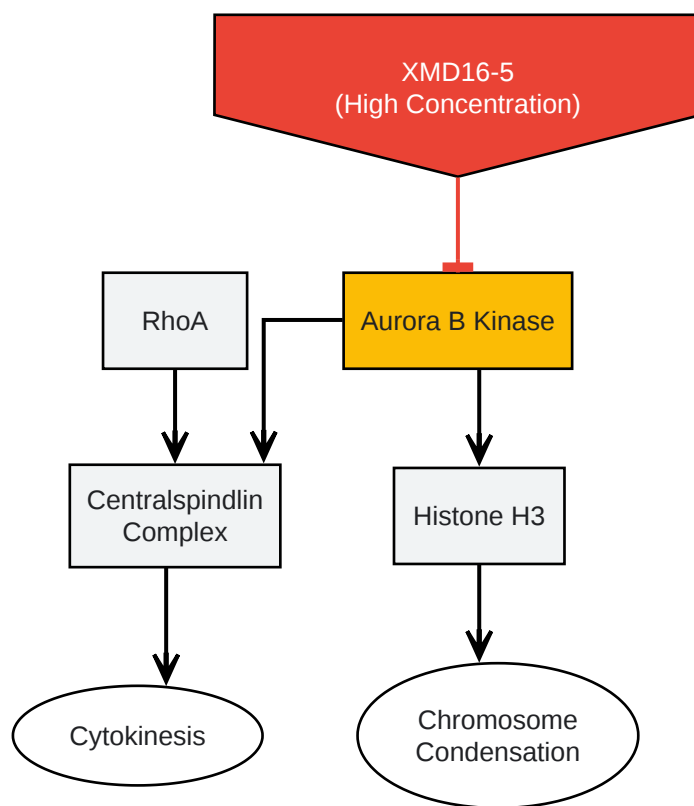 XMD16-5
(High Concentration)
RhoA
Aurora B Kinase
Centralspindlin
Complex
Histone H3
Cytokinesis
Chromosome
Condensation